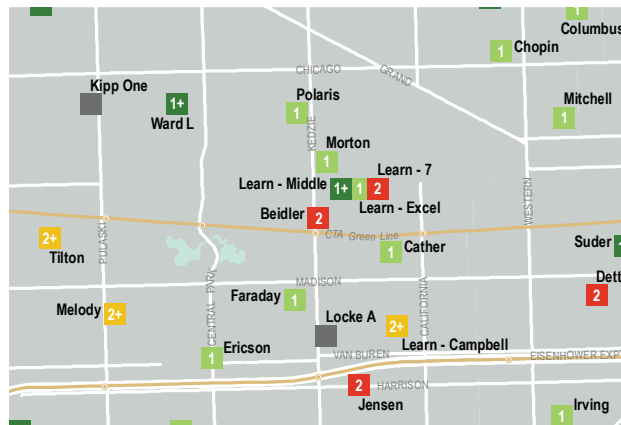 Columbus
Chopin
1
CHICAGO
GRAND
Kipp One
Polaris
1+
Ward L
1
Mitchell
1
KEDZIE
Morton
1
Learn - 7
Learn - Middle
1+
1
2
Learn - Excel
WESTERN
Beidler
2
CTA Green Line
2+
Tilton
PULASKI
1
Cather
Suder
1
Dett
2
MADISON
CENTRAL PARK
CALIFORNIA
Faraday
1
Melody
2+
Locke A
2+
Learn - Campbell
Ericson
1
VAN BUREN
EISENHOWER EXP
2
HARRISON
Jensen
1
Irving